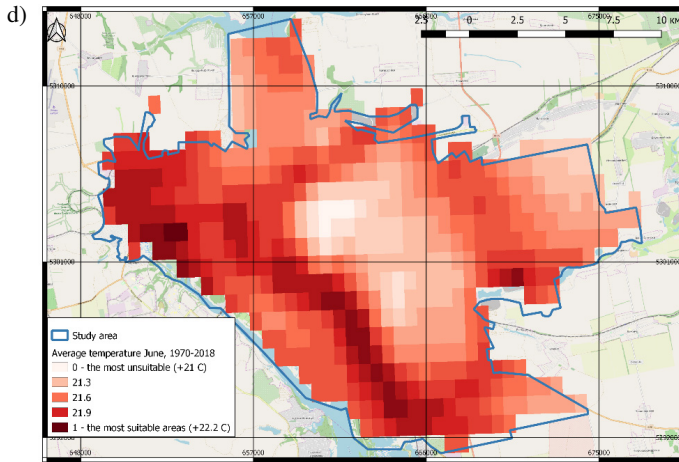 d)
648000
657000
666000
675000
2.5 0 2.5 5 7.5 10 км
5310000
5301000
5292000
Study area
Average temperature June, 1970-2018
0 - the most unsuitable (+21 C)
21.3
21.6
21.9
1 - the most suitable areas (+22.2 C)
648000
657000
666000
675000